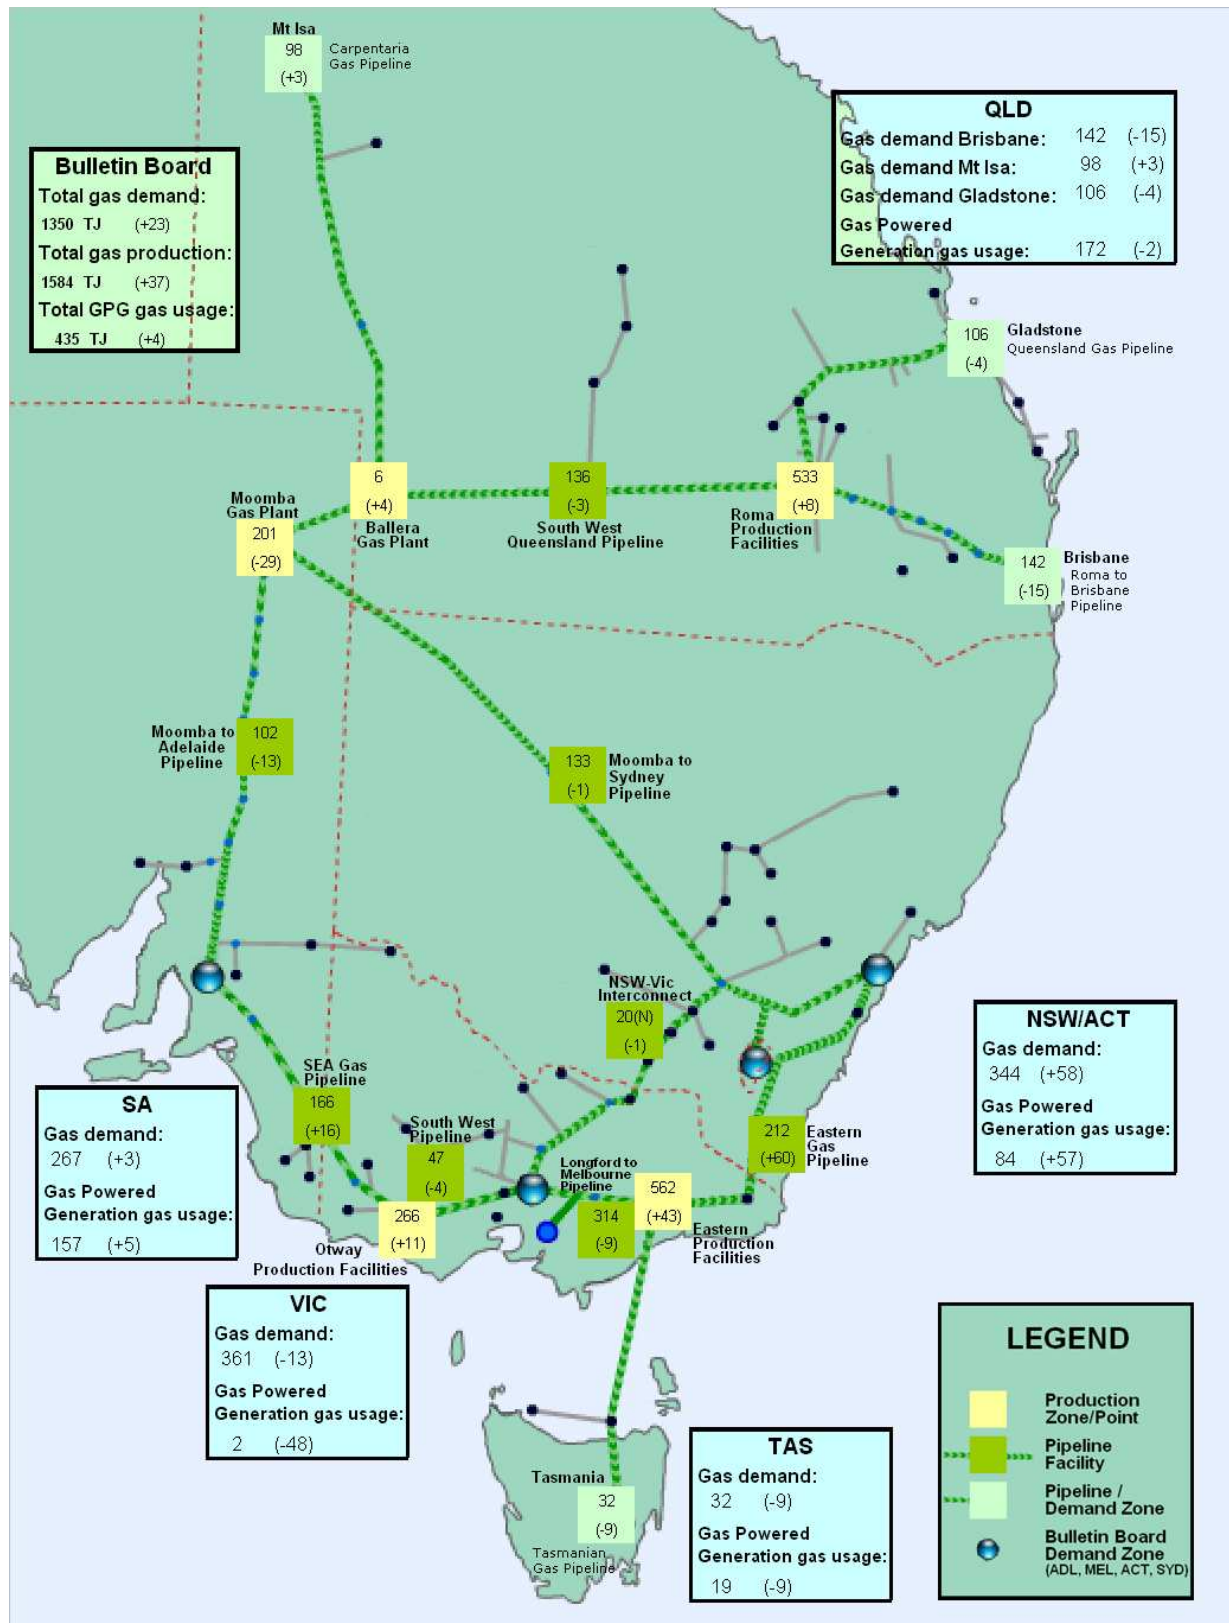 Mt Isa
98
(+3)
Carpentaria
Gas Pipeline
Bulletin Board
Total gas demand:
1350 TJ (+23)
Total gas production:
1584 TJ (+37)
Total GPG gas usage:
435 TJ (+4)
QLD
Gas demand Brisbane: 142 (-15)
Gas demand Mt Isa: 98 (+3)
Gas demand Gladstone: 106 (-4)
Gas Powered
Generation gas usage: 172 (-2)
106
(-4)
Gladstone
Queensland Gas Pipeline
6
(+4)
Ballera
Gas Plant
136
(-3)
South West
Queensland Pipeline
533
(+8)
Roma
Production
Facilities
Moomba
Gas Plant
201
(-29)
142
(-15)
Brisbane
Roma to
Brisbane
Pipeline
Moomba to
Adelaide
Pipeline
102
(-13)
133
(-1)
Moomba to
Sydney
Pipeline
NSW-Vic
Interconnect
20(N)
(-1)
NSW/ACT
Gas demand:
344 (+58)
Gas Powered
Generation gas usage:
84 (+57)
SEA Gas
Pipeline
166
(+16)
SA
Gas demand:
267 (+3)
Gas Powered
Generation gas usage:
157 (+5)
South West
Pipeline
47
(-4)
Longford to
Melbourne
Pipeline
314
(-9)
212
(+60)
Eastern
Gas
Pipeline
562
(+43)
Eastern
Production
Facilities
266
(+11)
Otway
Production Facilities
VIC
Gas demand:
361 (-13)
Gas Powered
Generation gas usage:
2 (-48)
Tasmania
32
(-9)
Tasmanian
Gas Pipeline
TAS
Gas demand:
32 (-9)
Gas Powered
Generation gas usage:
19 (-9)
LEGEND
Production
Zone/Point
Pipeline
Facility
Pipeline /
Demand Zone
Bulletin Board
Demand Zone
(ADL, MEL, ACT, SYD)